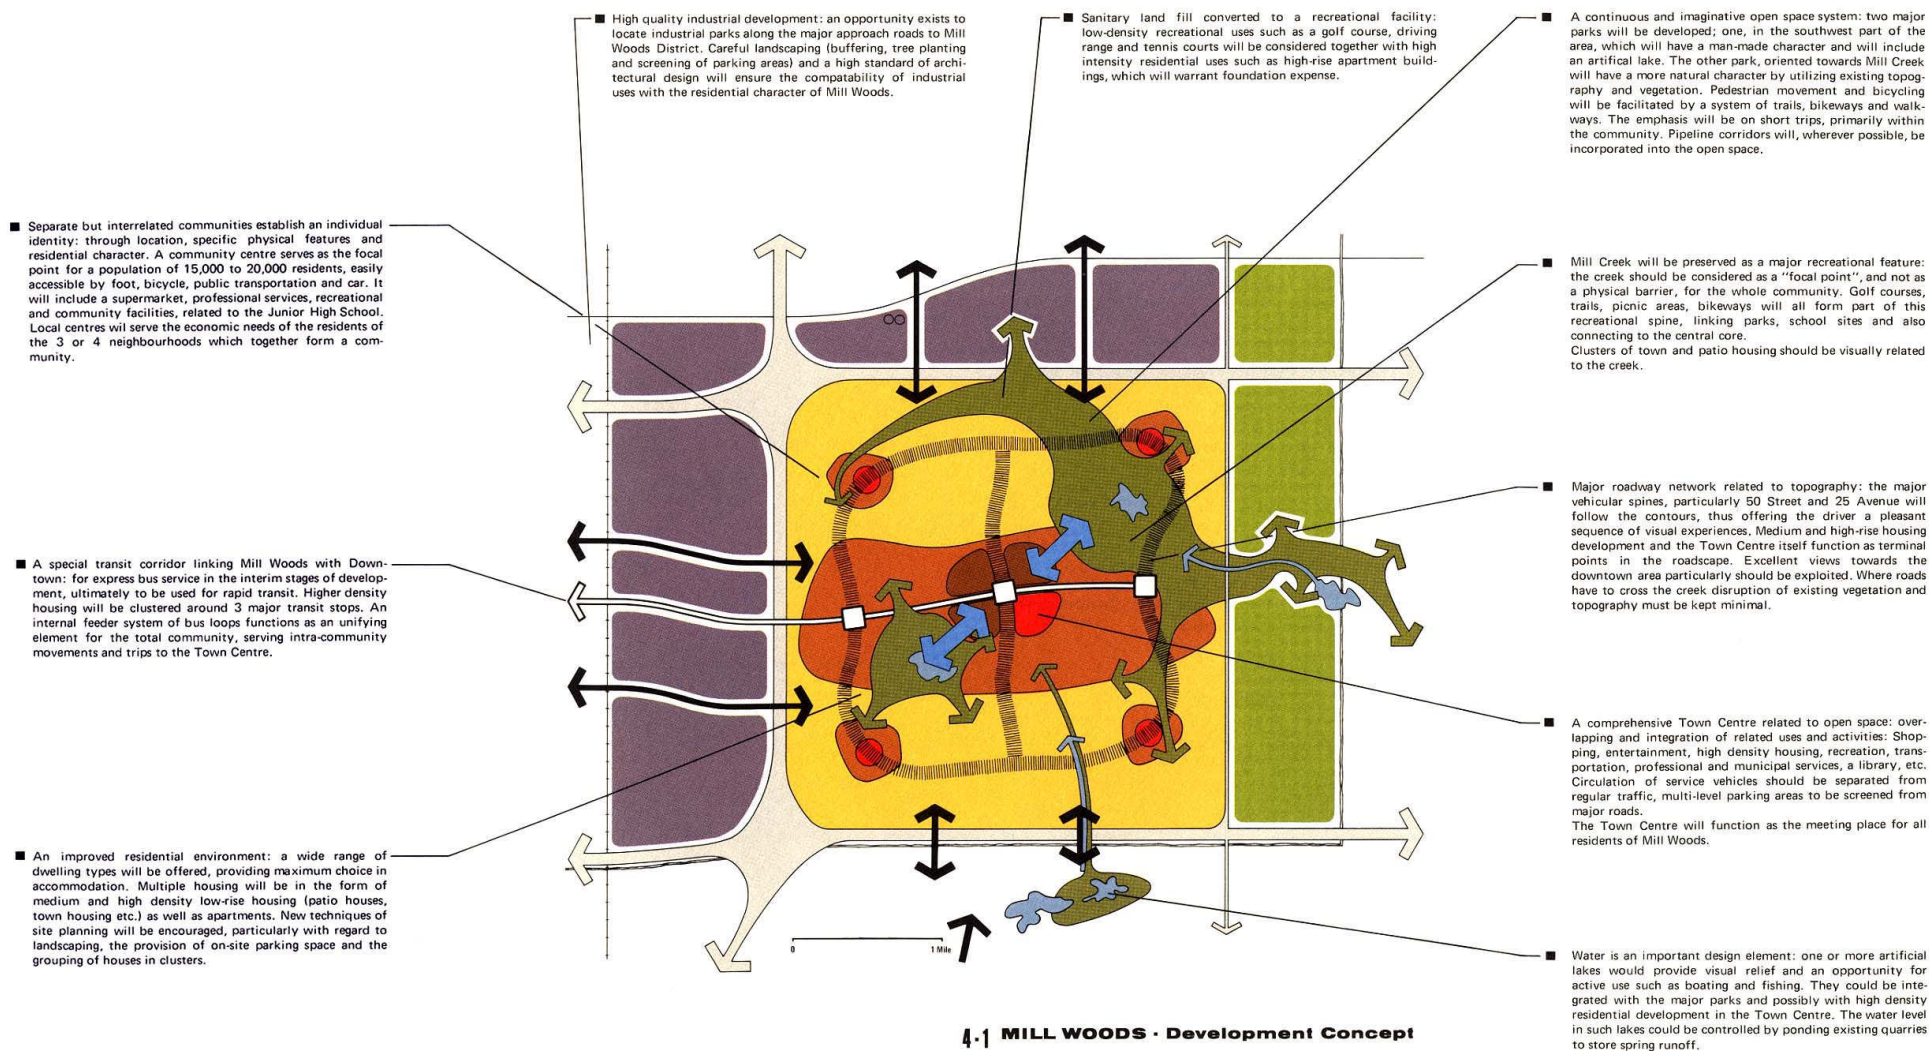 ■ High quality industrial development: an opportunity exists to
locate industrial parks along the major approach roads to Mill
Woods District. Careful landscaping (buffering, tree planting
and screening of parking areas) and a high standard of archi-
tectural design will ensure the compatability of industrial
uses with the residential character of Mill Woods.
■ Sanitary land fill converted to a recreational facility:
low-density recreational uses such as a golf course, driving
range and tennis courts will be considered together with high
intensity residential uses such as high-rise apartment build-
ings, which will warrant foundation expense.
■ A continuous and imaginative open space system: two major
parks will be developed; one, in the southwest part of the
area, which will have a man-made character and will include
an artifical lake. The other park, oriented towards Mill Creek
will have a more natural character by utilizing existing topog-
raphy and vegetation. Pedestrian movement and bicycling
will be facilitated by a system of trails, bikeways and walk-
ways. The emphasis will be on short trips, primarily within
the community. Pipeline corridors will, wherever possible, be
incorporated into the open space.
■ Separate but interrelated communities establish an individual
identity: through location, specific physical features and
residential character. A community centre serves as the focal
point for a population of 15,000 to 20,000 residents, easily
accessible by foot, bicycle, public transportation and car. It
will include a supermarket, professional services, recreational
and community facilities, related to the Junior High School.
Local centres wil serve the economic needs of the residents of
the 3 or 4 neighbourhoods which together form a com-
munity.
■ Mill Creek will be preserved as a major recreational feature:
the creek should be considered as a "focal point", and not as
a physical barrier, for the whole community. Golf courses,
trails, picnic areas, bikeways will all form part of this
recreational spine, linking parks, school sites and also
connecting to the central core.
Clusters of town and patio housing should be visually related
to the creek.
■ Major roadway network related to topography: the major
vehicular spines, particularly 50 Street and 25 Avenue will
follow the contours, thus offering the driver a pleasant
sequence of visual experiences. Medium and high-rise housing
development and the Town Centre itself function as terminal
points in the roadscape. Excellent views towards the
downtown area particularly should be exploited. Where roads
have to cross the creek disruption of existing vegetation and
topography must be kept minimal.
■ A special transit corridor linking Mill Woods with Down-
town: for express bus service in the interim stages of develop-
ment, ultimately to be used for rapid transit. Higher density
housing will be clustered around 3 major transit stops. An
internal feeder system of bus loops functions as an unifying
element for the total community, serving intra-community
movements and trips to the Town Centre.
■ A comprehensive Town Centre related to open space: over-
lapping and integration of related uses and activities: Shop-
ping, entertainment, high density housing, recreation, trans-
portation, professional and municipal services, a library, etc.
Circulation of service vehicles should be separated from
regular traffic, multi-level parking areas to be screened from
major roads.
The Town Centre will function as the meeting place for all
residents of Mill Woods.
■ An improved residential environment: a wide range of
dwelling types will be offered, providing maximum choice in
accommodation. Multiple housing will be in the form of
medium and high density low-rise housing (patio houses,
town housing etc.) as well as apartments. New techniques of
site planning will be encouraged, particularly with regard to
landscaping, the provision of on-site parking space and the
grouping of houses in clusters.
■ Water is an important design element: one or more artificial
lakes would provide visual relief and an opportunity for
active use such as boating and fishing. They could be inte-
grated with the major parks and possibly with high density
residential development in the Town Centre. The water level
in such lakes could be controlled by ponding existing quarries
to store spring runoff.
0 1 Mile
4·1 MILL WOODS · Development Concept